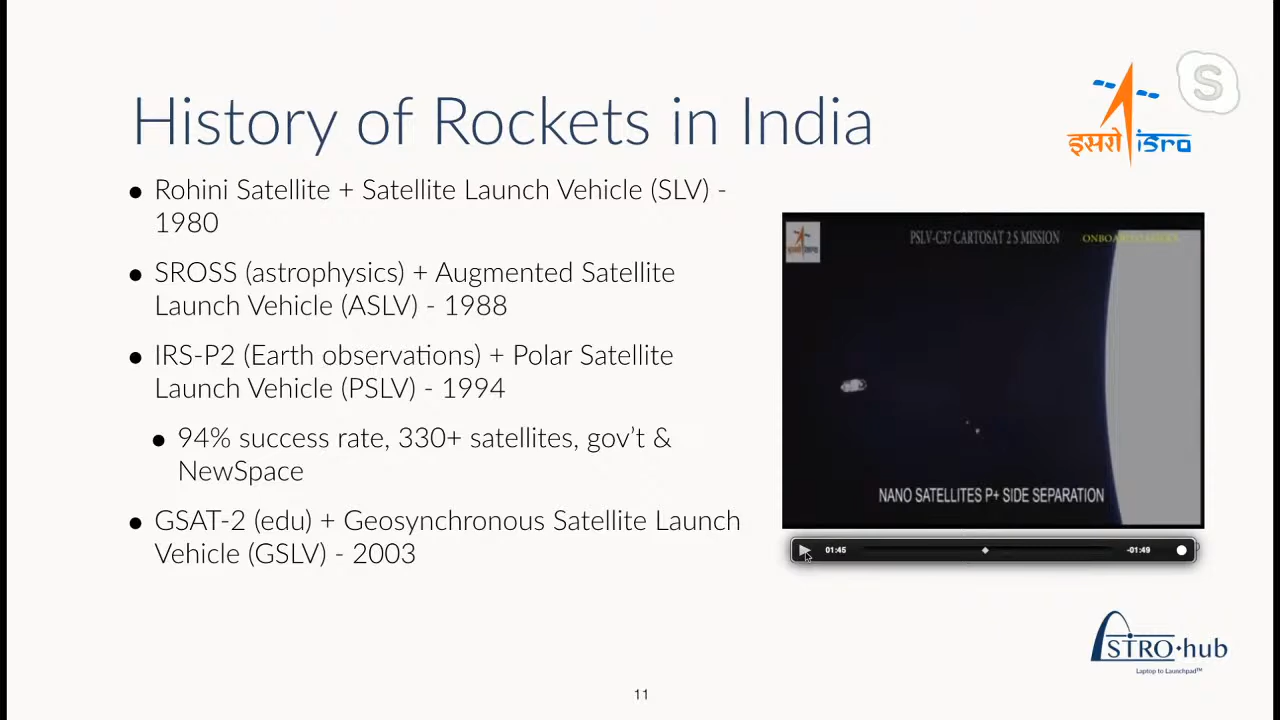 History of Rockets in India
इसरो isro
S
• Rohini Satellite + Satellite Launch Vehicle (SLV) -
1980
• SROSS (astrophysics) + Augmented Satellite
Launch Vehicle (ASLV) - 1988
• IRS-P2 (Earth observations) + Polar Satellite
Launch Vehicle (PSLV) - 1994
• 94% success rate, 330+ satellites, gov’t &
NewSpace
• GSAT-2 (edu) + Geosynchronous Satellite Launch
Vehicle (GSLV) - 2003
PSLV-C37 CARTOSAT 2 S MISSION
NANO SATELLITES P+ SIDE SEPARATION
01:45
-01:49
ASTRO·hub
Laptop to Launchpad™
11